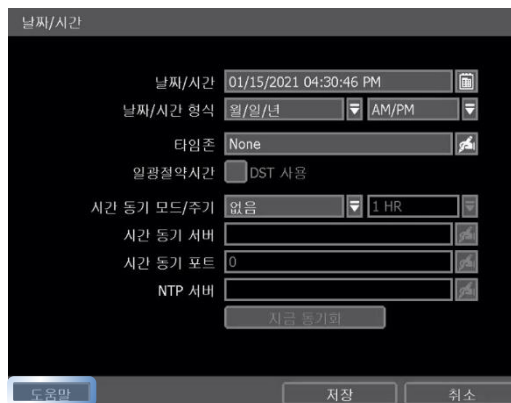 날짜/시간
날짜/시간 01/15/2021 04:30:46 PM
날짜/시간 형식 월/일/년 AM/PM
타임존 None
일광절약시간 DST 사용
시간 동기 모드/주기 없음 1 HR
시간 동기 서버
시간 동기 포트 0
NTP 서버
지금 동기화
도움말 저장 취소